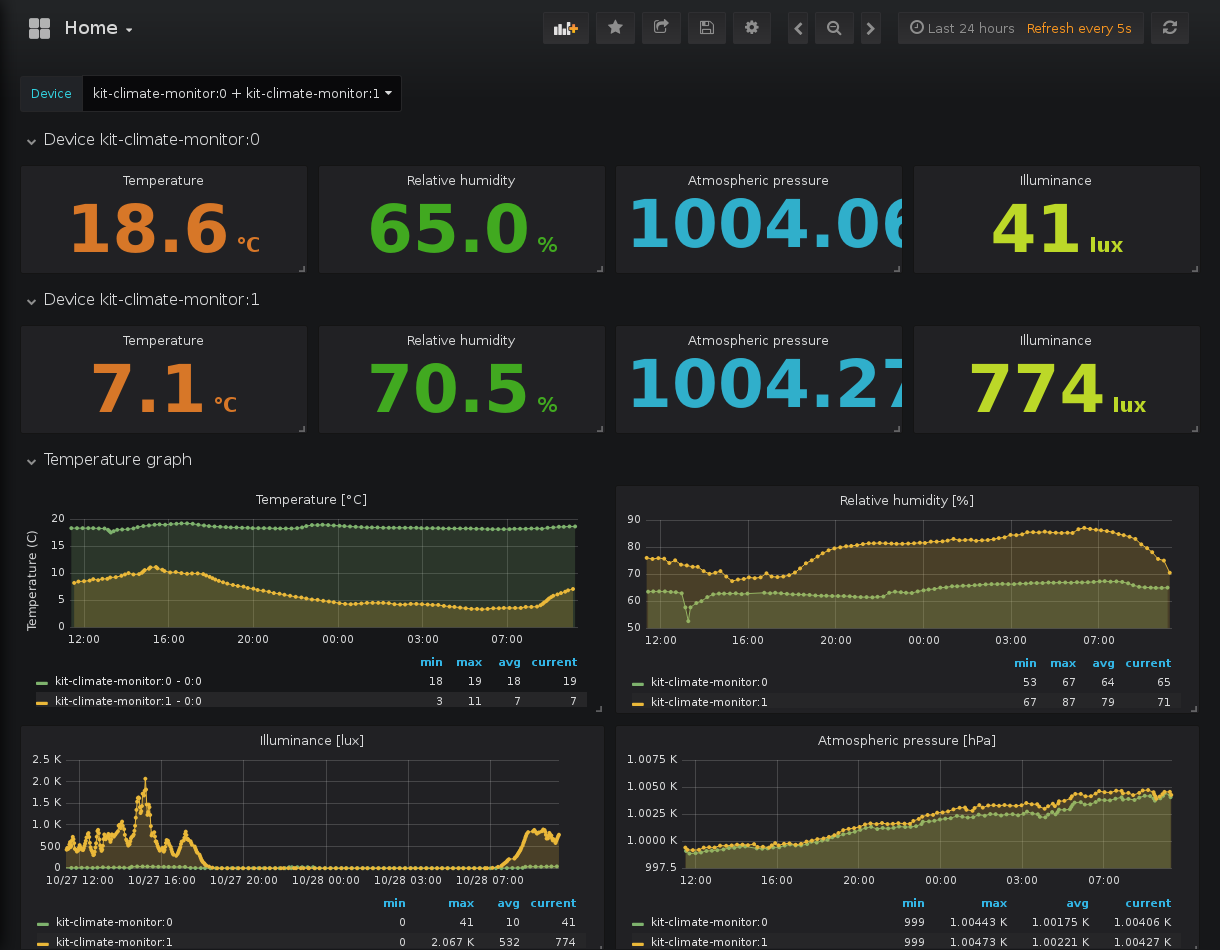 Home
Last 24 hours Refresh every 5s
Device kit-climate-monitor:0 + kit-climate-monitor:1
Device kit-climate-monitor:0
Temperature Relative humidity Atmospheric pressure Illuminance
18.6 °C 65.0 % 1004.06 41 lux
Device kit-climate-monitor:1
Temperature Relative humidity Atmospheric pressure Illuminance
7.1 °C 70.5 % 1004.27 774 lux
Temperature graph
Temperature [°C]
Temperature (C)
20
15
10
5
0
12:00 16:00 20:00 00:00 03:00 07:00
min max avg current
kit-climate-monitor:0 - 0:0 18 19 18 19
kit-climate-monitor:1 - 0:0 3 11 7 7
Relative humidity [%]
90
80
70
60
50
12:00 16:00 20:00 00:00 03:00 07:00
min max avg current
kit-climate-monitor:0 53 67 64 65
kit-climate-monitor:1 67 87 79 71
Illuminance [lux]
2.5 K
2.0 K
1.5 K
1.0 K
500
0
10/27 12:00 10/27 16:00 10/27 20:00 10/28 00:00 10/28 03:00 10/28 07:00
min max avg current
kit-climate-monitor:0 0 41 10 41
kit-climate-monitor:1 0 2.067 K 532 774
Atmospheric pressure [hPa]
1.0075 K
1.0050 K
1.0025 K
1.0000 K
997.5
12:00 16:00 20:00 00:00 03:00 07:00
min max avg current
kit-climate-monitor:0 999 1.00443 K 1.00175 K 1.00406 K
kit-climate-monitor:1 999 1.00473 K 1.00221 K 1.00427 K